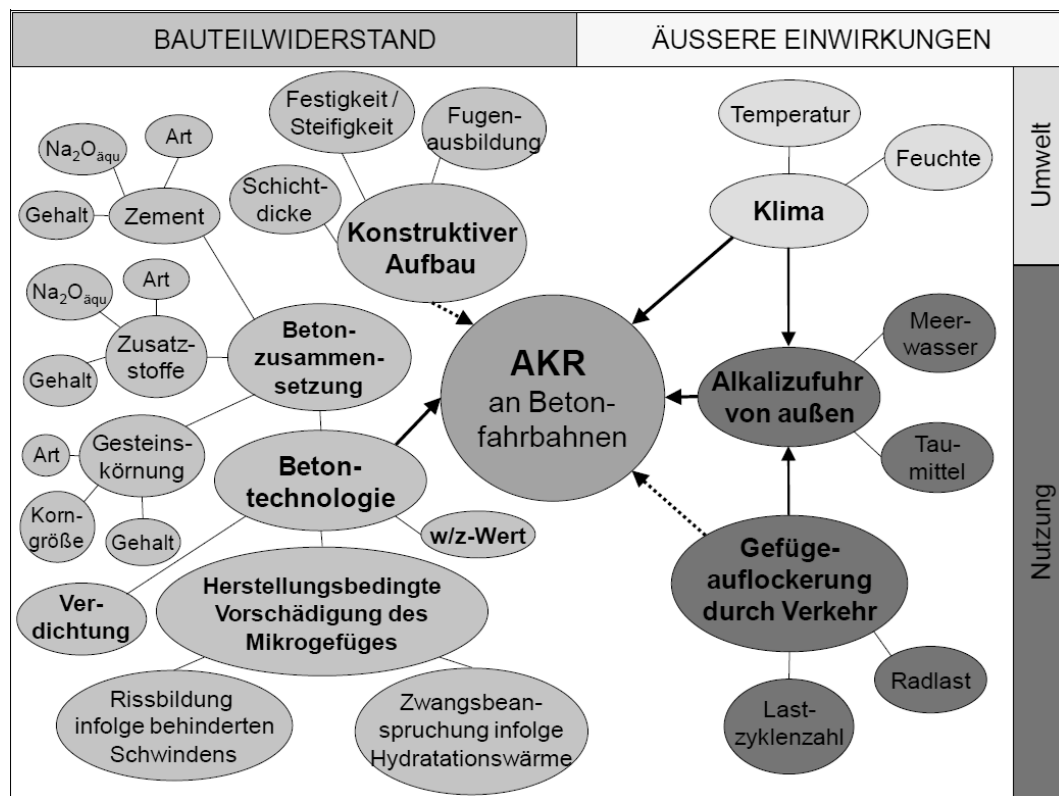 BAUTEILWIDERSTAND
ÄUSSERE EINWIRKUNGEN
Umwelt
Nutzung
Festigkeit /
Steifigkeit
Fugen-
ausbildung
Schicht-
dicke
Konstruktiver
Aufbau
Na₂Oäqu
Art
Gehalt
Zement
Na₂Oäqu
Art
Gehalt
Zusatz-
stoffe
Beton-
zusammen-
setzung
Art
Gesteins-
körnung
Korn-
größe
Gehalt
Beton-
technologie
w/z-Wert
Ver-
dichtung
Herstellungsbedingte
Vorschädigung des
Mikrogefüges
Rissbildung
infolge behinderten
Schwindens
Zwangsbean-
spruchung infolge
Hydratationswärme
AKR
an Beton-
fahrbahnen
Temperatur
Feuchte
Klima
Meer-
wasser
Alkalizufuhr
von außen
Tau-
mittel
Gefüge-
auflockerung
durch Verkehr
Radlast
Last-
zyklenzahl